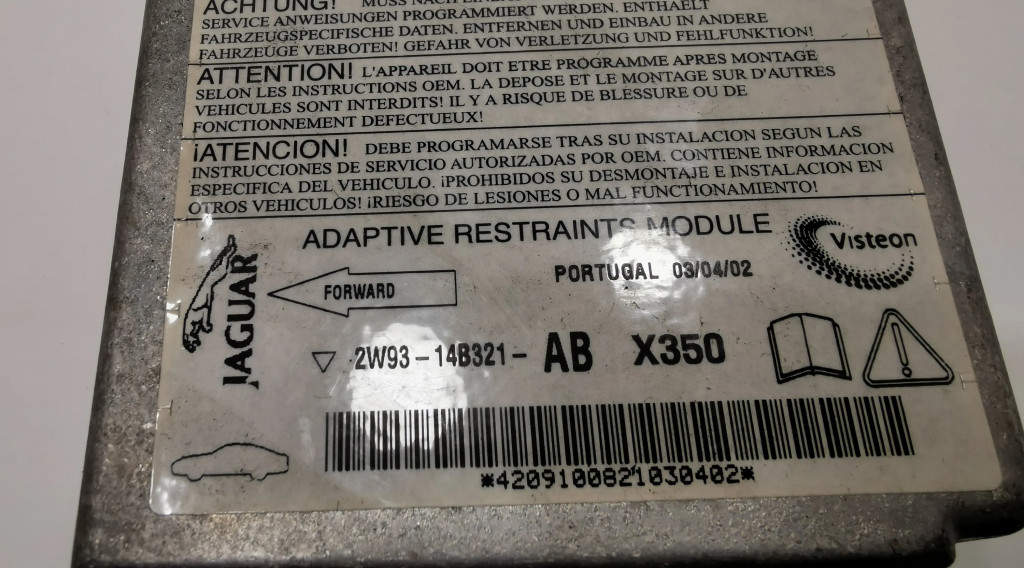 ACHTUNG! MUSS NACH
SERVICE ANWEISUNGEN PROGRAMMIERT WERDEN. ENTHAELT
FAHRZEUGSPEZIFISCHE DATEN. ENTFERNEN UND EINBAU IN ANDERE
FAHRZEUGE VERBOTEN! GEFAHR VON VERLETZUNG UND FEHLFUNKTION!
ATTENTION! L'APPAREIL DOIT ETRE PROGRAMME APRES MONTAGE
SELON LES INSTRUCTIONS OEM. LA DEPOSE ET LE MONTAGE SUR D'AUTRES
VEHICULES SONT INTERDITS! IL Y A RISQUE DE BLESSURE OU DE
FONCTIONNEMENT DEFECTUEUX!
¡ATENCION! DEBE PROGRAMARSE TRAS SU INSTALACION SEGUN LAS
INSTRUCCIONES DE SERVICIO AUTORIZADAS POR OEM. CONTIENE INFORMACION
ESPECIFICA DEL VEHICULO. ¡PROHIBIDOS SU DESMONTAJE E INSTALACION EN
OTROS VEHICULOS! ¡RIESGO DE LESIONES O MAL FUNCTIONAMIENTO!
ADAPTIVE RESTRAINTS MODULE
Visteon
JAGUAR
FORWARD
PORTUGAL 03/04/02
2W93-14B321-AB X350
*4209100821030402*